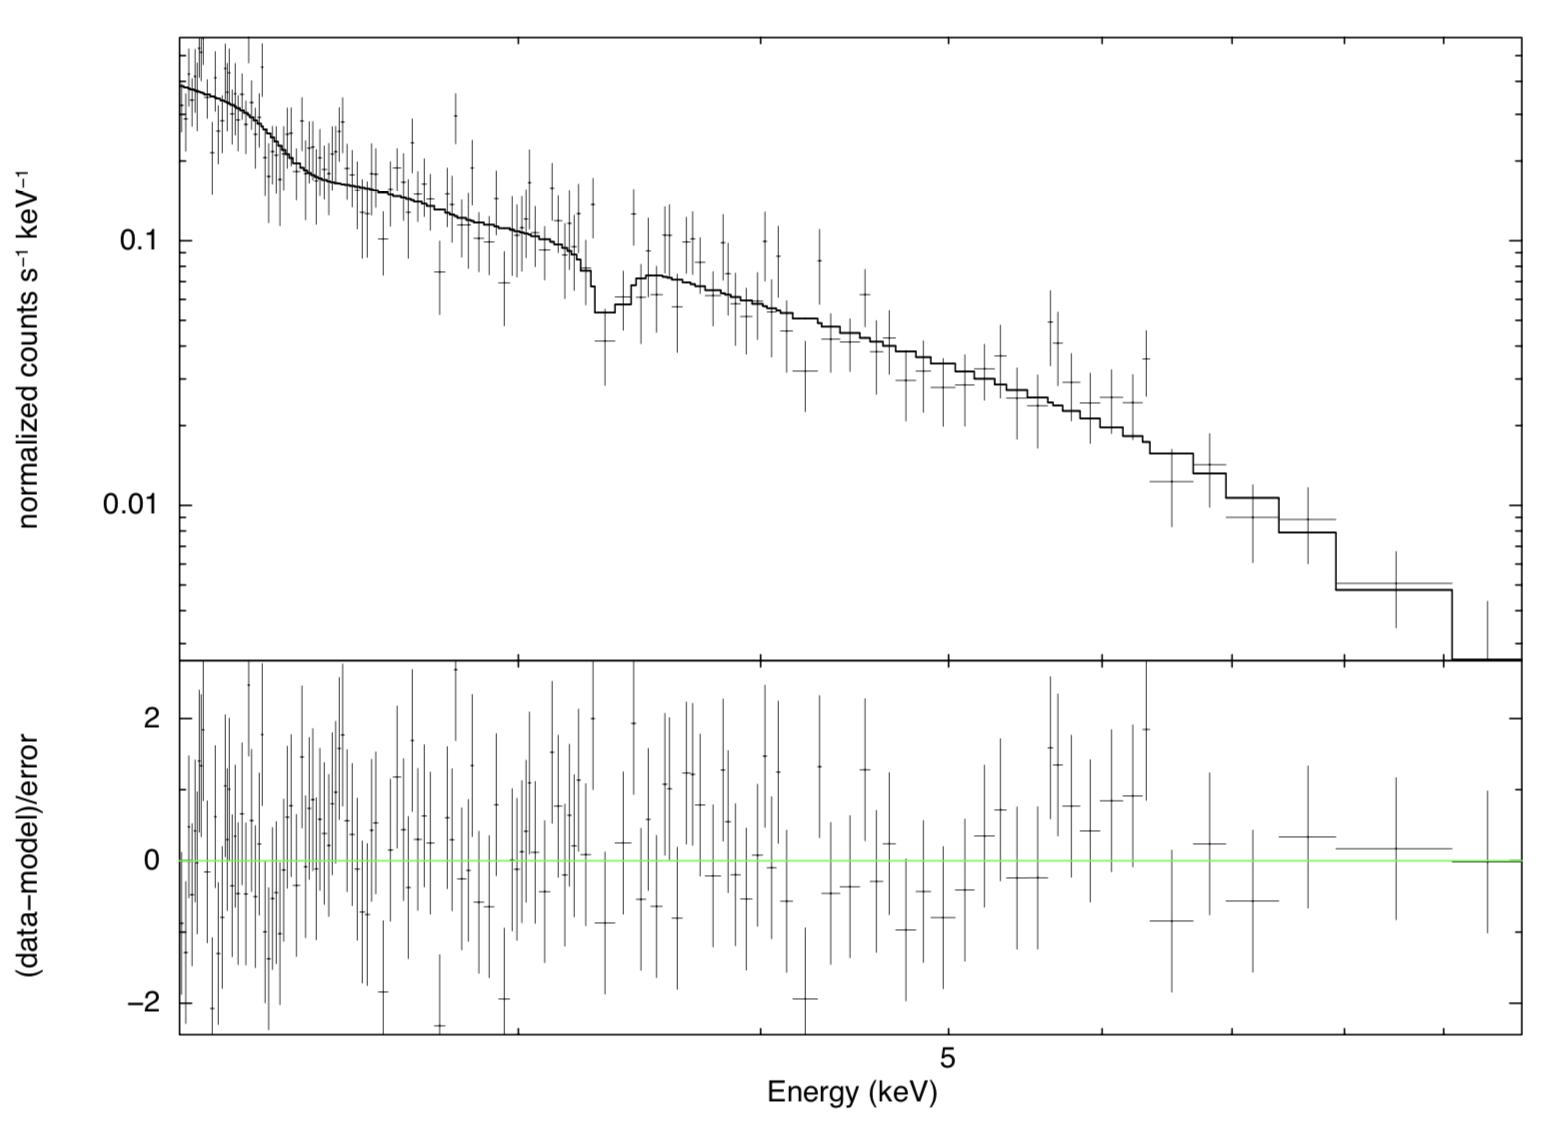 normalized counts s⁻¹ keV⁻¹
0.1
0.01
(data−model)/error
2
0
−2
5
Energy (keV)